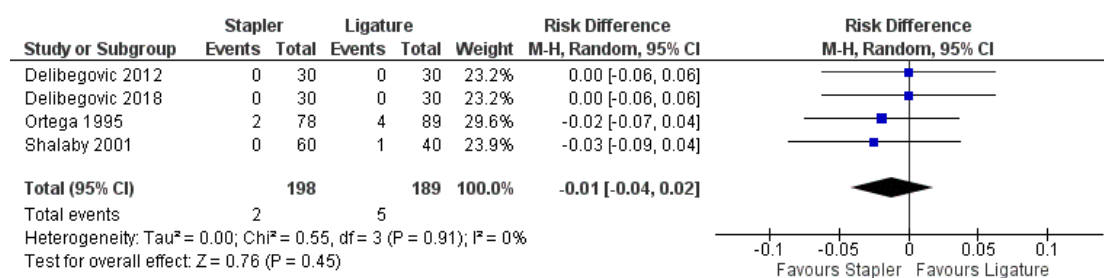 Stapler Ligature Risk Difference Risk Difference
Study or Subgroup Events Total Events Total Weight M-H, Random, 95% CI M-H, Random, 95% CI
Delibegovic 2012 0 30 0 30 23.2% 0.00 [-0.06, 0.06]
Delibegovic 2018 0 30 0 30 23.2% 0.00 [-0.06, 0.06]
Ortega 1995 2 78 4 89 29.6% -0.02 [-0.07, 0.04]
Shalaby 2001 0 60 1 40 23.9% -0.03 [-0.09, 0.04]
Total (95% CI) 198 189 100.0% -0.01 [-0.04, 0.02]
Total events 2 5
Heterogeneity: Tau² = 0.00; Chi² = 0.55, df = 3 (P = 0.91); I² = 0%
Test for overall effect: Z = 0.76 (P = 0.45)
-0.1 -0.05 0 0.05 0.1
Favours Stapler Favours Ligature